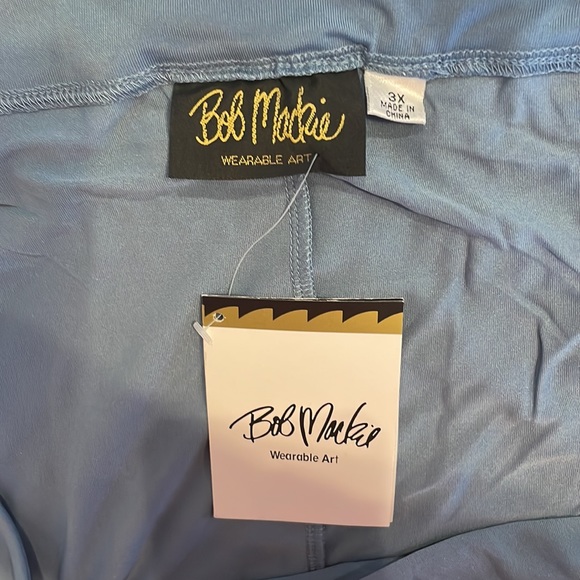 Bob Mackie
WEARABLE ART
3X
MADE IN
CHINA
Bob Mackie
Wearable Art